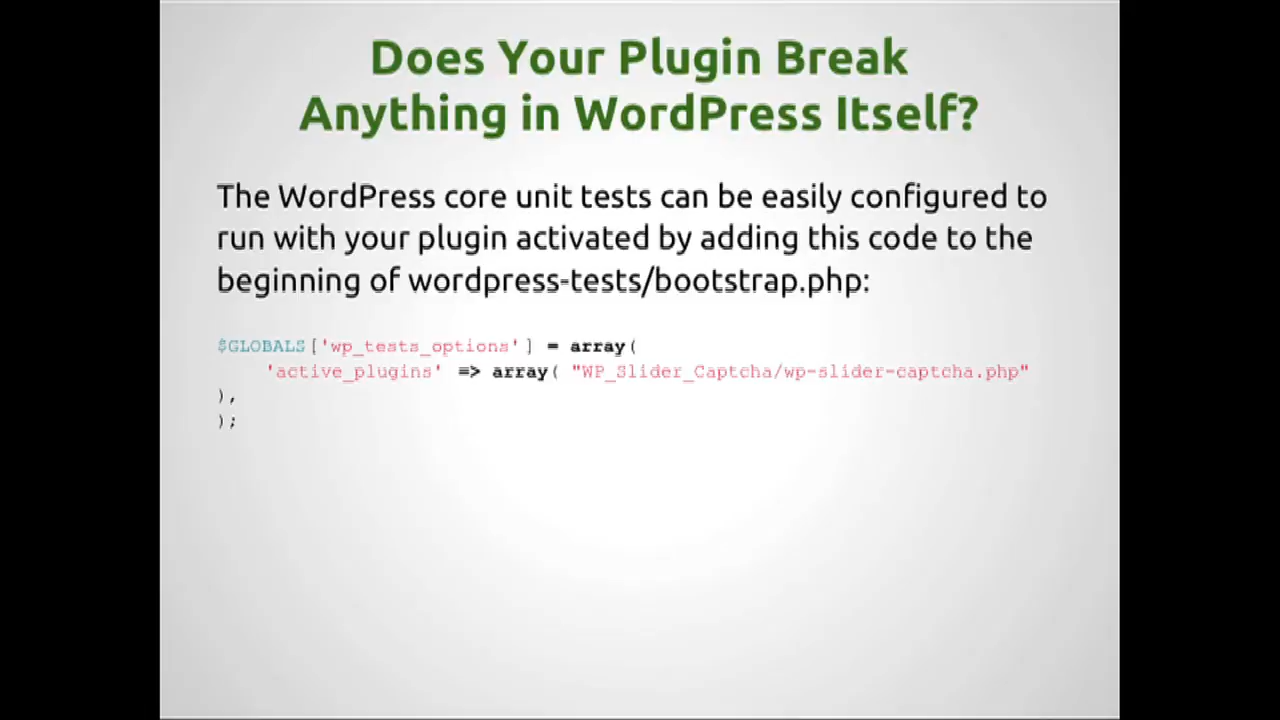 Does Your Plugin Break
Anything in WordPress Itself?
The WordPress core unit tests can be easily configured to
run with your plugin activated by adding this code to the
beginning of wordpress-tests/bootstrap.php:
$GLOBALS['wp_tests_options'] = array(
'active_plugins' => array( "WP_Slider_Captcha/wp-slider-captcha.php"
),
);